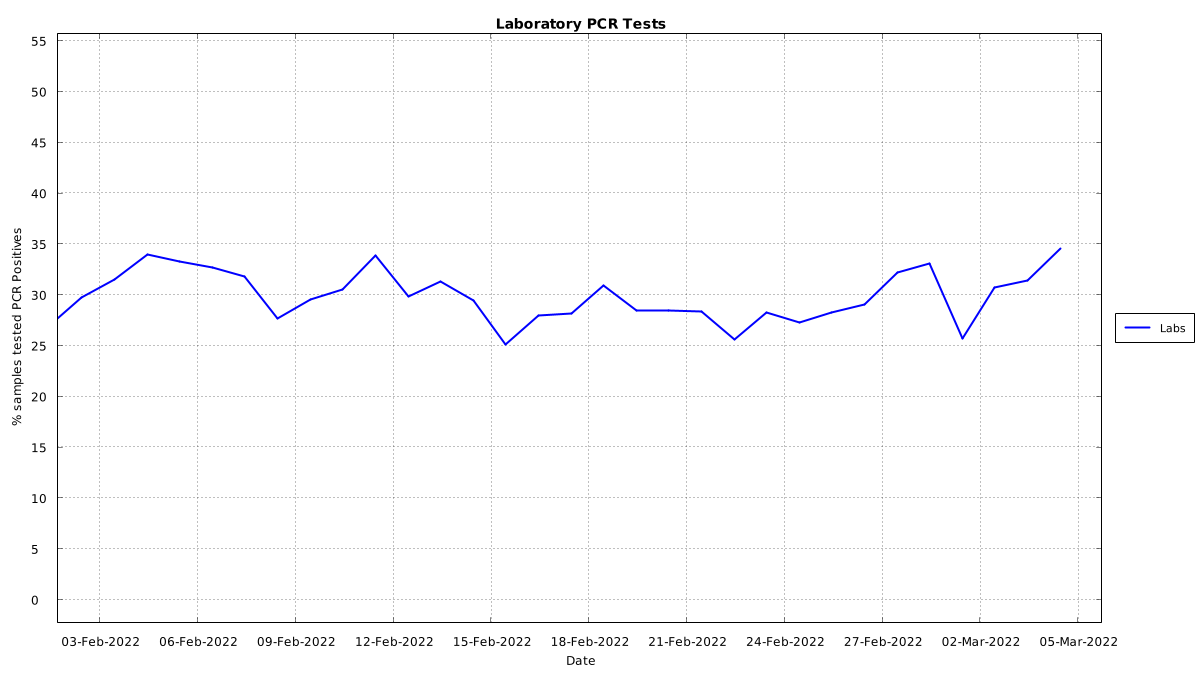 Laboratory PCR Tests
55
50
45
40
35
30
25
20
15
10
5
0
% samples tested PCR Positives
03-Feb-2022 06-Feb-2022 09-Feb-2022 12-Feb-2022 15-Feb-2022 18-Feb-2022 21-Feb-2022 24-Feb-2022 27-Feb-2022 02-Mar-2022 05-Mar-2022
Date
Labs